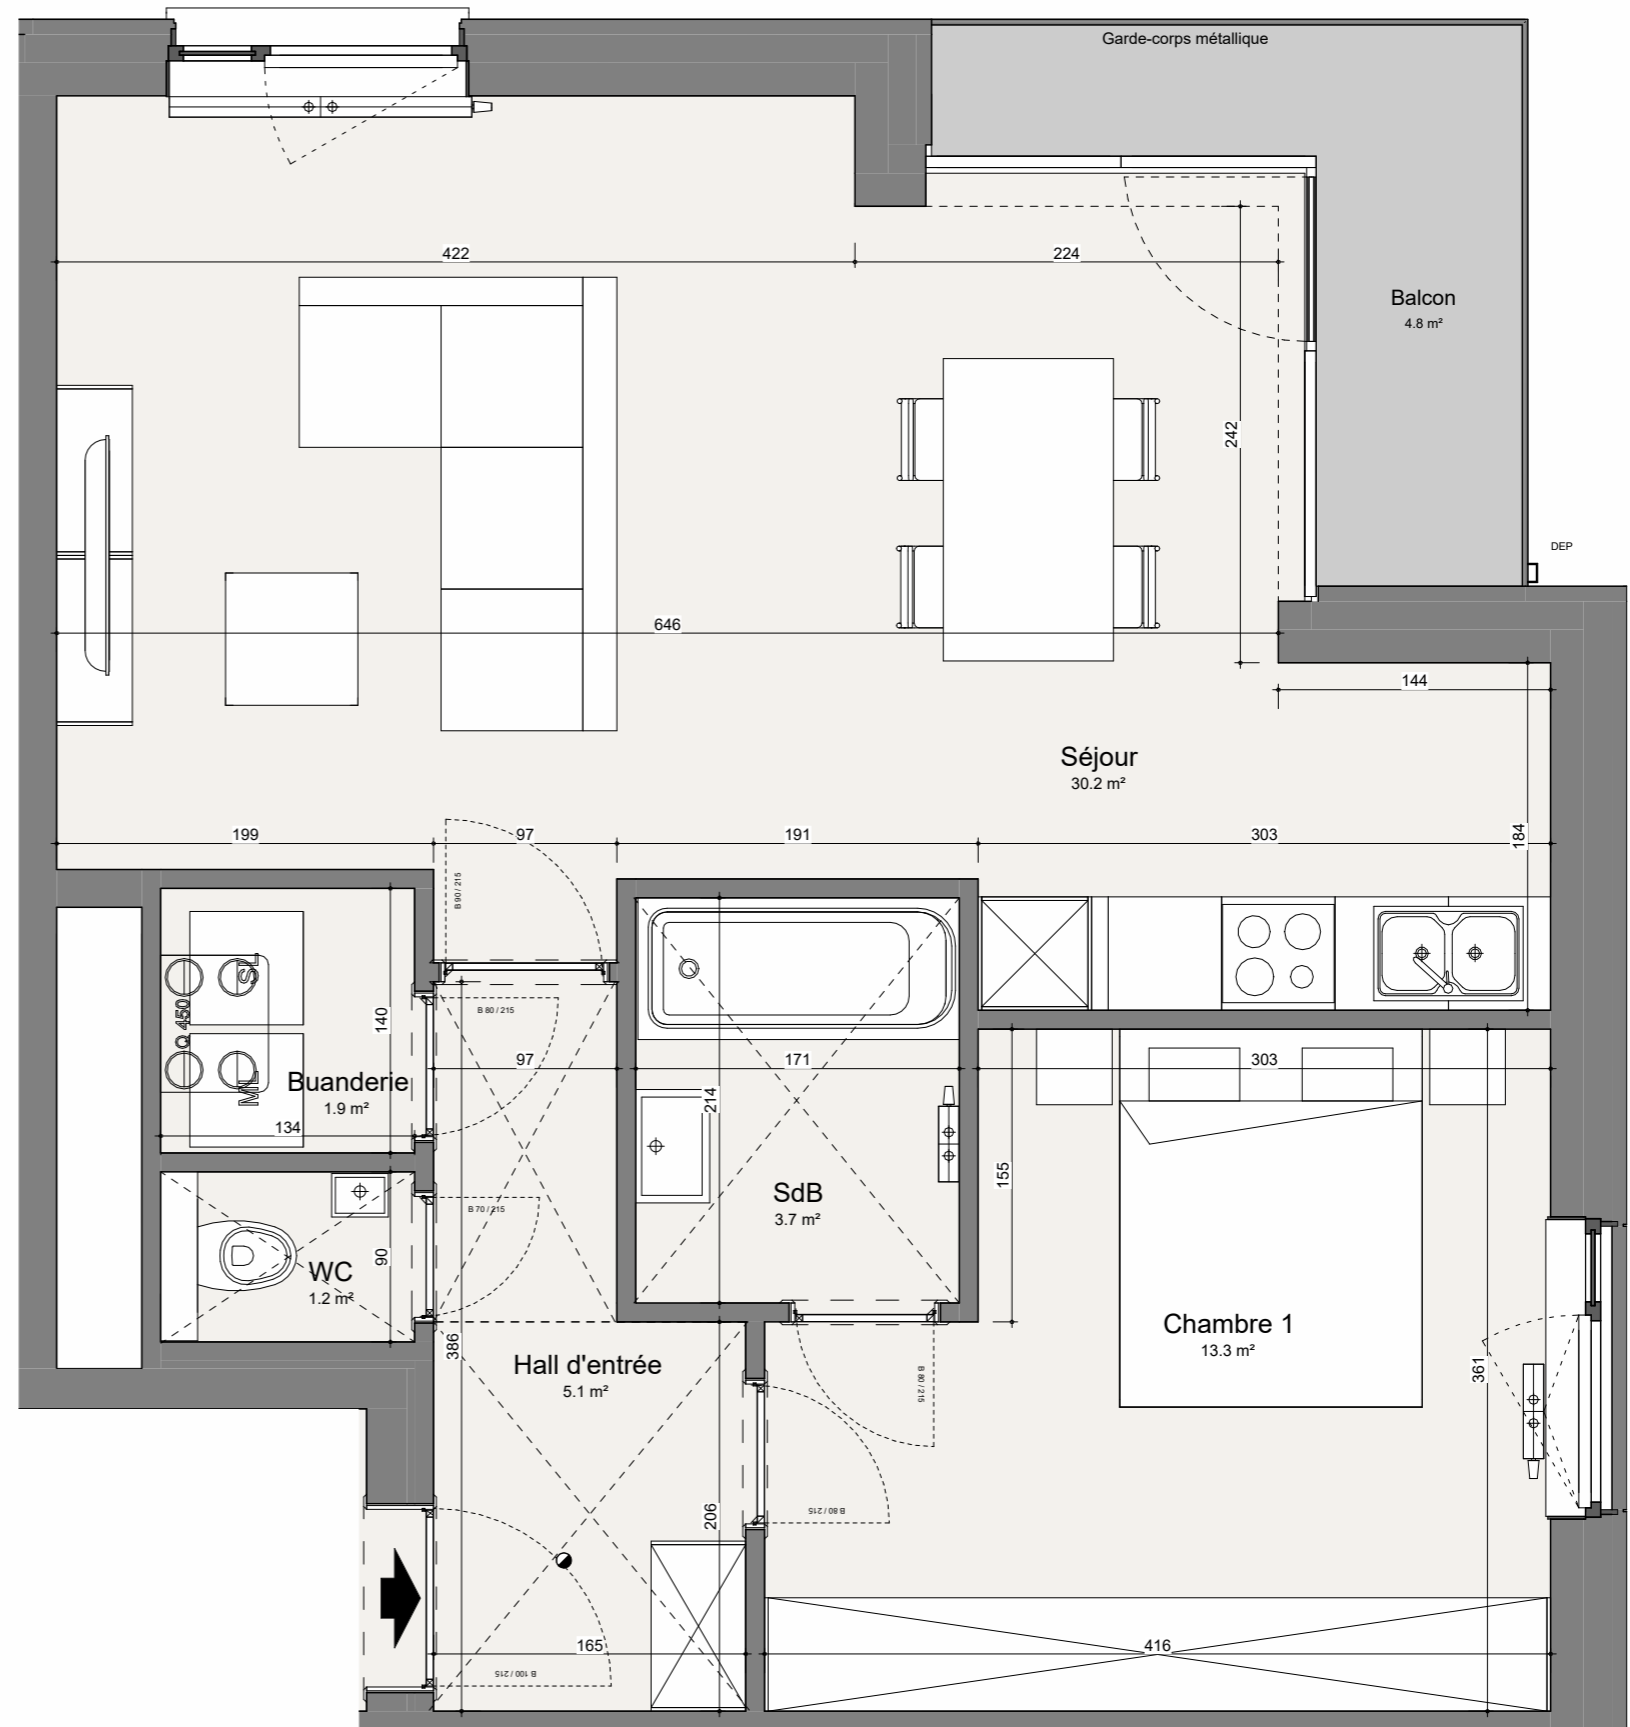 Garde-corps métallique
422
224
Balcon
4.8 m²
242
DEP
646
144
Séjour
30.2 m²
199
97
191
303
184
B 90 / 215
SL
Q 450
ML
140
B 80 / 215
97
171
303
Buanderie
1.9 m²
134
214
155
SdB
3.7 m²
B 70 / 215
90
WC
1.2 m²
386
Hall d'entrée
5.1 m²
Chambre 1
13.3 m²
361
B 80 / 215
B 80 / 215
206
165
416
B 100 / 215